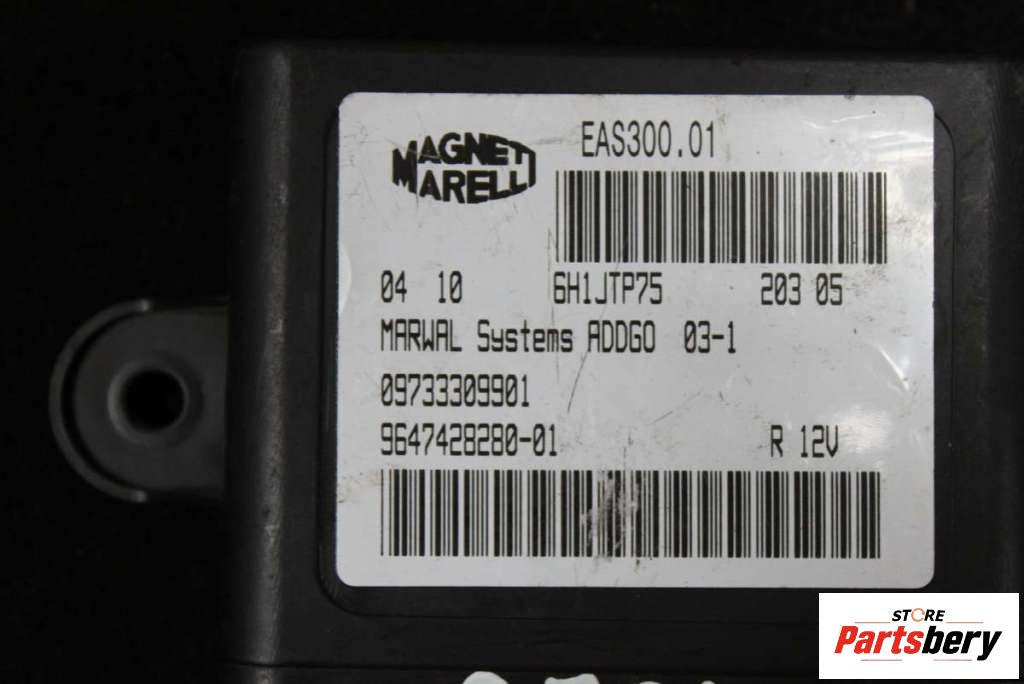 MAGNETI
MARELLI
EAS300.01
04 10 6H1JTP75 203 05
MARWAL Systems ADDGO 03-1
09733309901
9647428280-01 R 12V
STORE
Partsbery